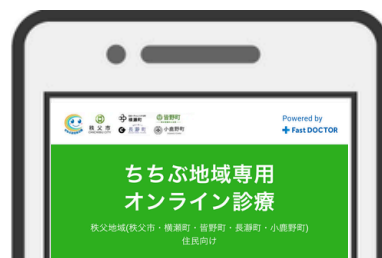 秩父市
横瀬町
皆野町
長瀞町
小鹿野町
Powered by
Fast DOCTOR
ちちぶ地域専用
オンライン診療
秩父地域(秩父市・横瀬町・皆野町・長瀞町・小鹿野町)
住民向け